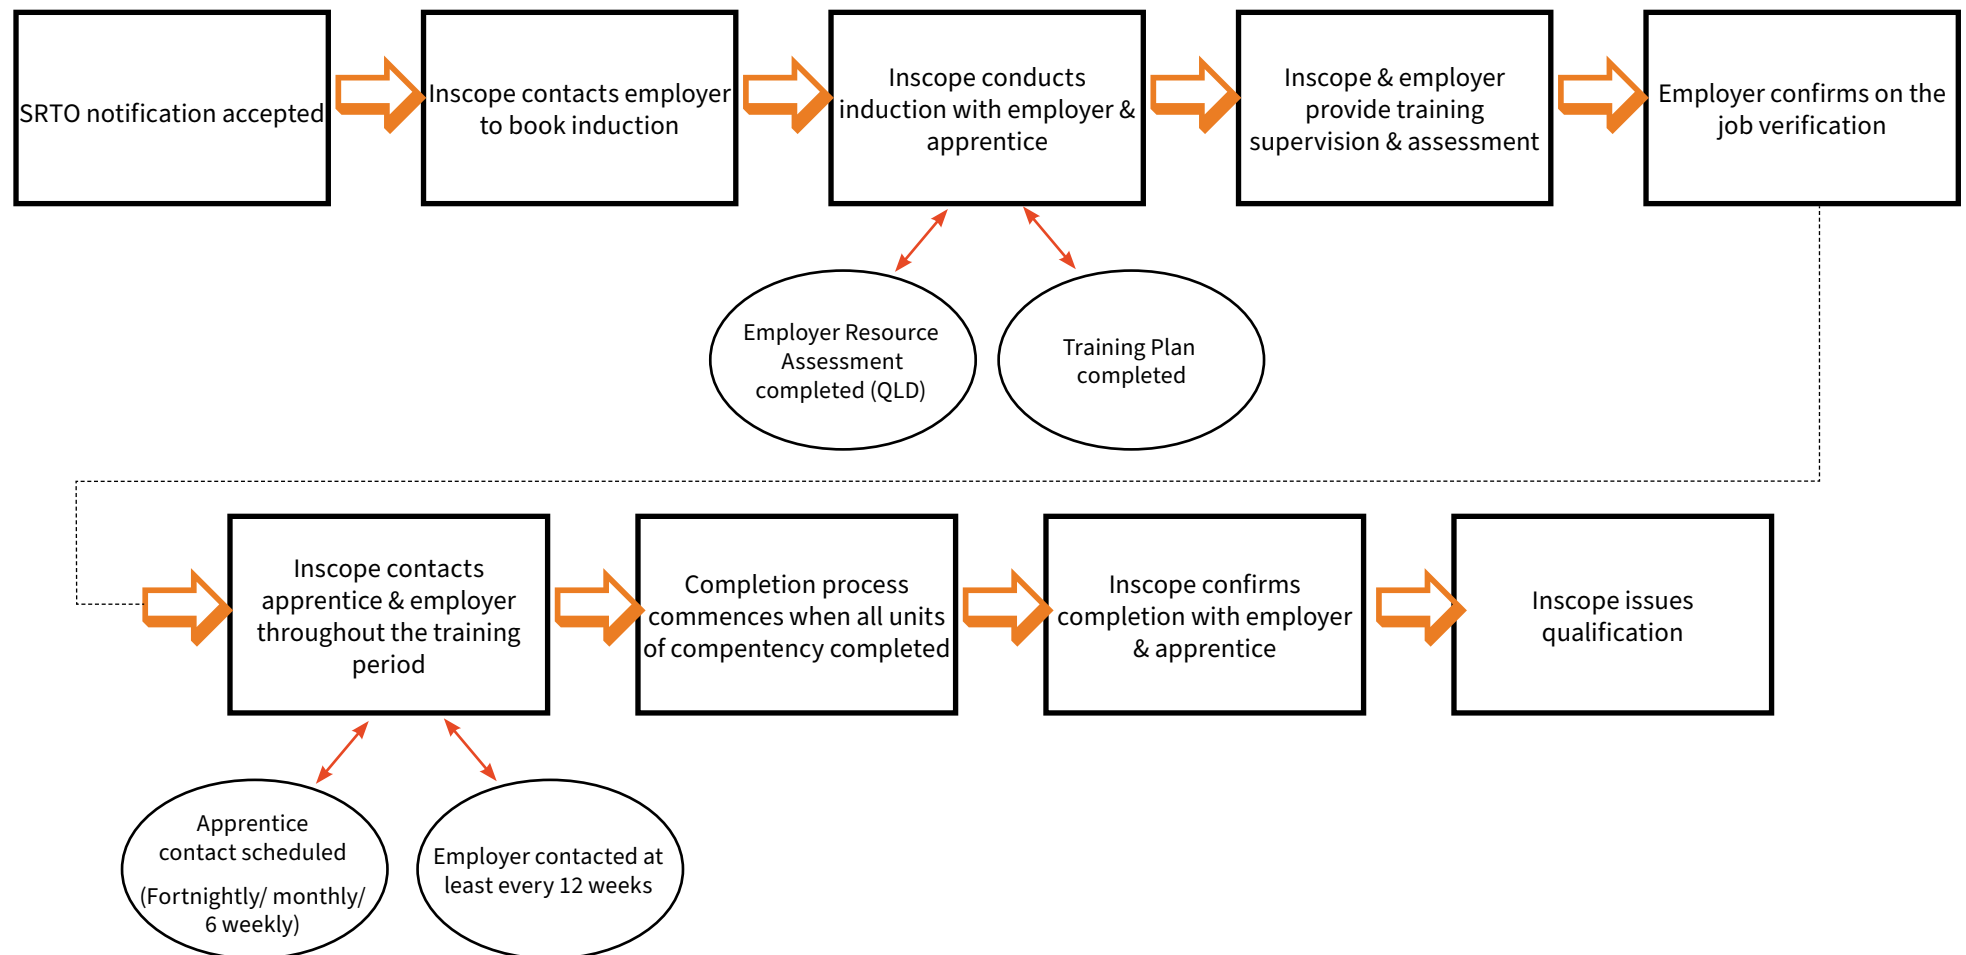 SRTO notification accepted
Inscope contacts employer
to book induction
Inscope conducts
induction with employer &
apprentice
Inscope & employer
provide training
supervision & assessment
Employer confirms on the
job verification
Employer Resource
Assessment
completed (QLD)
Training Plan
completed
Inscope contacts
apprentice & employer
throughout the training
period
Completion process
commences when all units
of compentency completed
Inscope confirms
completion with employer
& apprentice
Inscope issues
qualification
Apprentice
contact scheduled
(Fortnightly/ monthly/
6 weekly)
Employer contacted at
least every 12 weeks